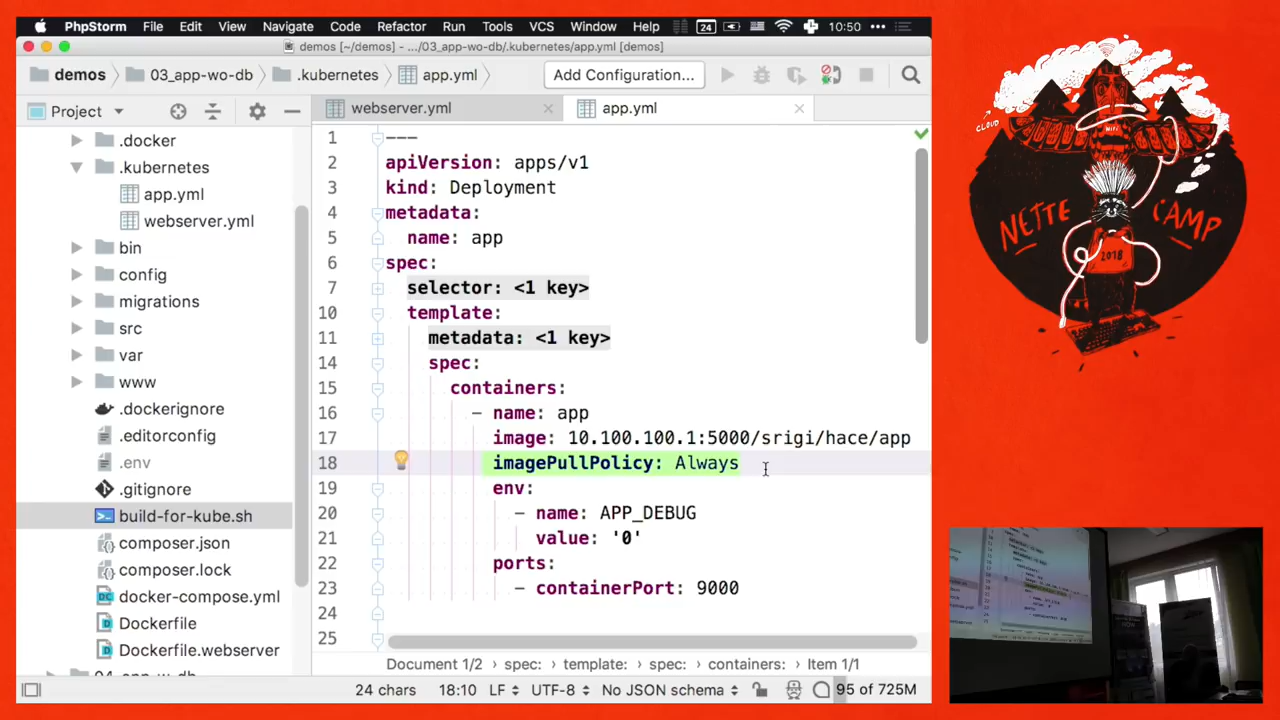 PhpStorm File Edit View Navigate Code Refactor Run Tools VCS Window Help 24 10:50
demos [~/demos] - .../03_app-wo-db/.kubernetes/app.yml [demos]
demos 03_app-wo-db .kubernetes app.yml Add Configuration...
Project webserver.yml app.yml
.docker
.kubernetes
app.yml
webserver.yml
bin
config
migrations
src
var
www
.dockerignore
.editorconfig
.env
.gitignore
build-for-kube.sh
composer.json
composer.lock
docker-compose.yml
Dockerfile
Dockerfile.webserver
1 ---
2 apiVersion: apps/v1
3 kind: Deployment
4 metadata:
5 name: app
6 spec:
7 selector: <1 key>
10 template:
11 metadata: <1 key>
14 spec:
15 containers:
16 - name: app
17 image: 10.100.100.1:5000/srigi/hace/app
18 imagePullPolicy: Always
19 env:
20 - name: APP_DEBUG
21 value: '0'
22 ports:
23 - containerPort: 9000
24
25
Document 1/2 spec: template: spec: containers: Item 1/1
24 chars 18:10 LF UTF-8 No JSON schema 95 of 725M
CLOUD
WiFi
NETTE CAMP
2018